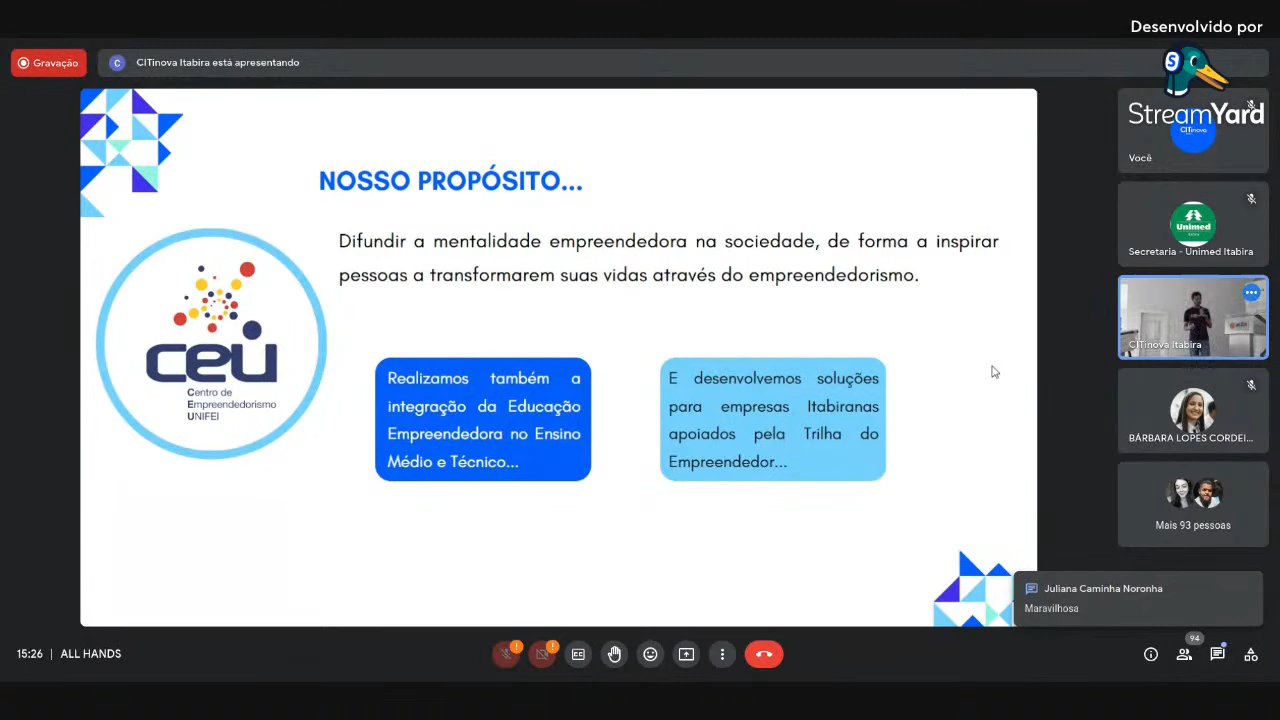 Desenvolvido por
StreamYard
Gravação
C
CITinova Itabira está apresentando
NOSSO PROPÓSITO...
Difundir a mentalidade empreendedora na sociedade, de forma a inspirar
pessoas a transformarem suas vidas através do empreendedorismo.
ceu
Centro de
Empreendedorismo
UNIFEI
Realizamos também a
integração da Educação
Empreendedora no Ensino
Médio e Técnico...
E desenvolvemos soluções
para empresas Itabiranas
apoiados pela Trilha do
Empreendedor...
S
CITinova
Você
Unimed
Secretaria - Unimed Itabira
CITinova Itabira
BÁRBARA LOPES CORDEI...
Mais 93 pessoas
Juliana Caminha Noronha
Maravilhosa
15:26 | ALL HANDS
94